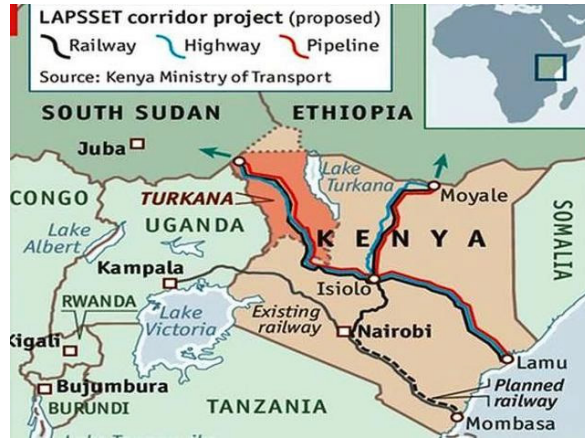 LAPSSET corridor project (proposed)
Railway Highway Pipeline
Source: Kenya Ministry of Transport
SOUTH SUDAN
ETHIOPIA
Juba
Lake
Turkana
TURKANA
Moyale
CONGO
UGANDA
KENYA
SOMALIA
Lake
Albert
Kampala
Isiolo
RWANDA
Lake
Victoria
Existing
railway
Nairobi
Kigali
Lamu
Bujumbura
BURUNDI
Planned
railway
TANZANIA
Mombasa
Lake